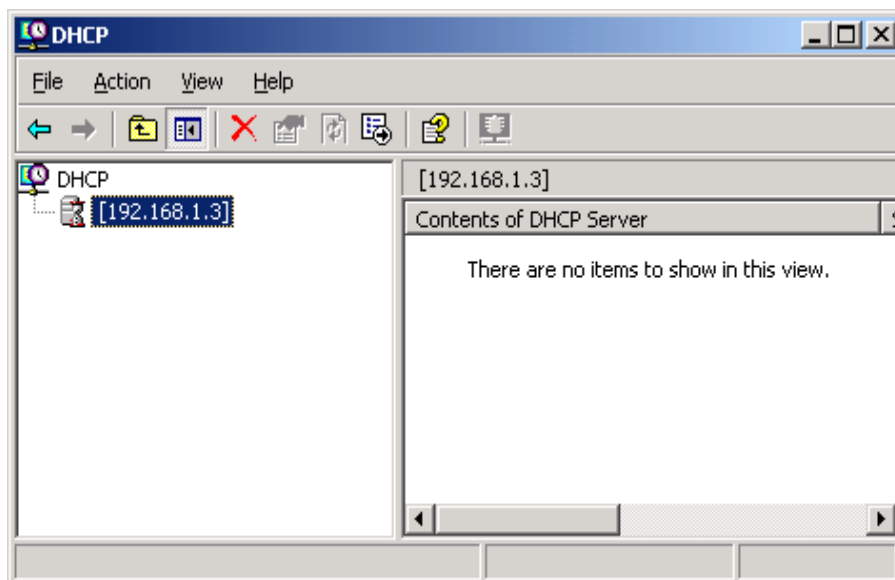 DHCP
File Action View Help
DHCP
[192.168.1.3]
[192.168.1.3]
Contents of DHCP Server
There are no items to show in this view.